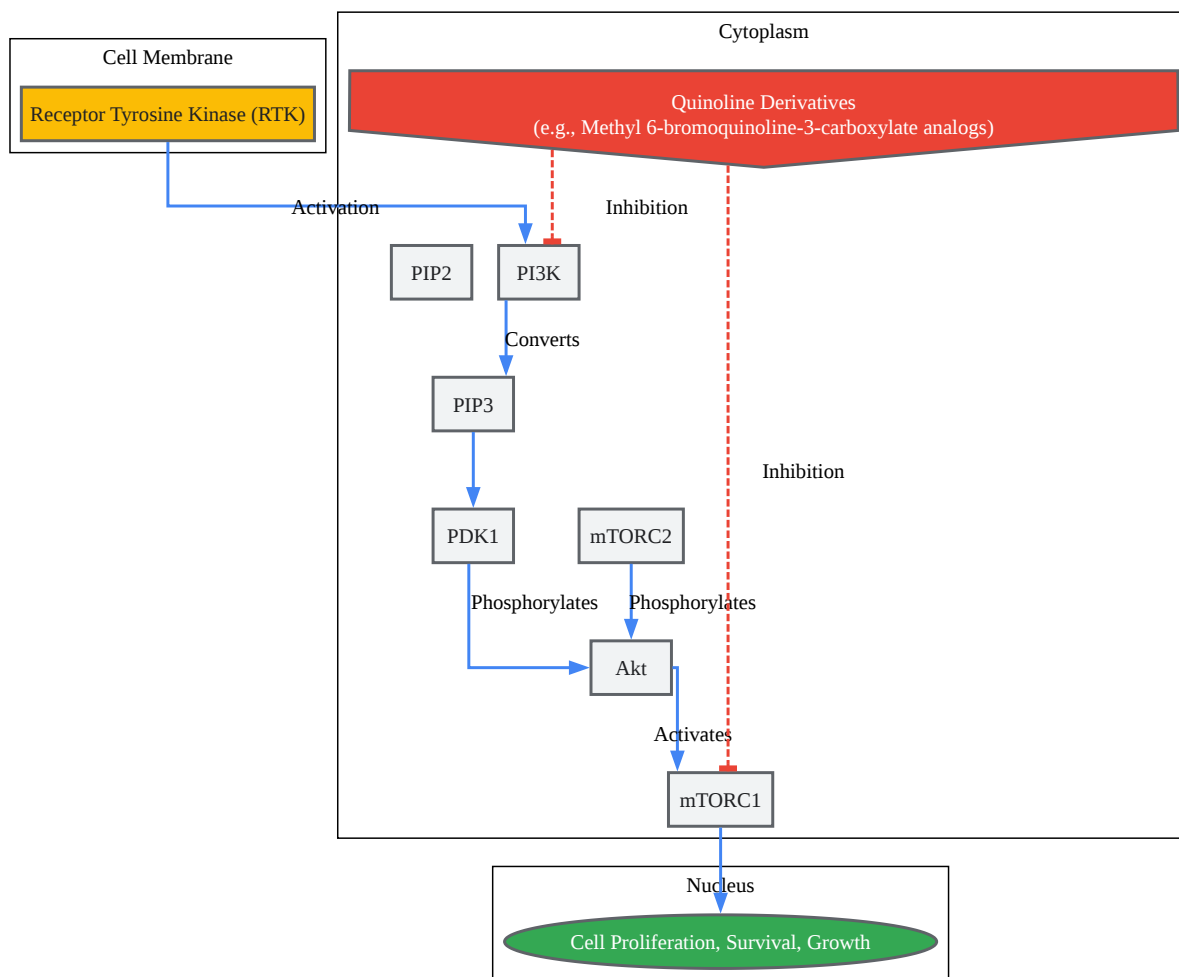 Cytoplasm
Cell Membrane
Receptor Tyrosine Kinase (RTK)
Quinoline Derivatives
(e.g., Methyl 6-bromoquinoline-3-carboxylate analogs)
Activation
Inhibition
PIP2
PI3K
Converts
PIP3
Inhibition
PDK1
mTORC2
Phosphorylates
Phosphorylates
Akt
Activates
mTORC1
Nucleus
Cell Proliferation, Survival, Growth